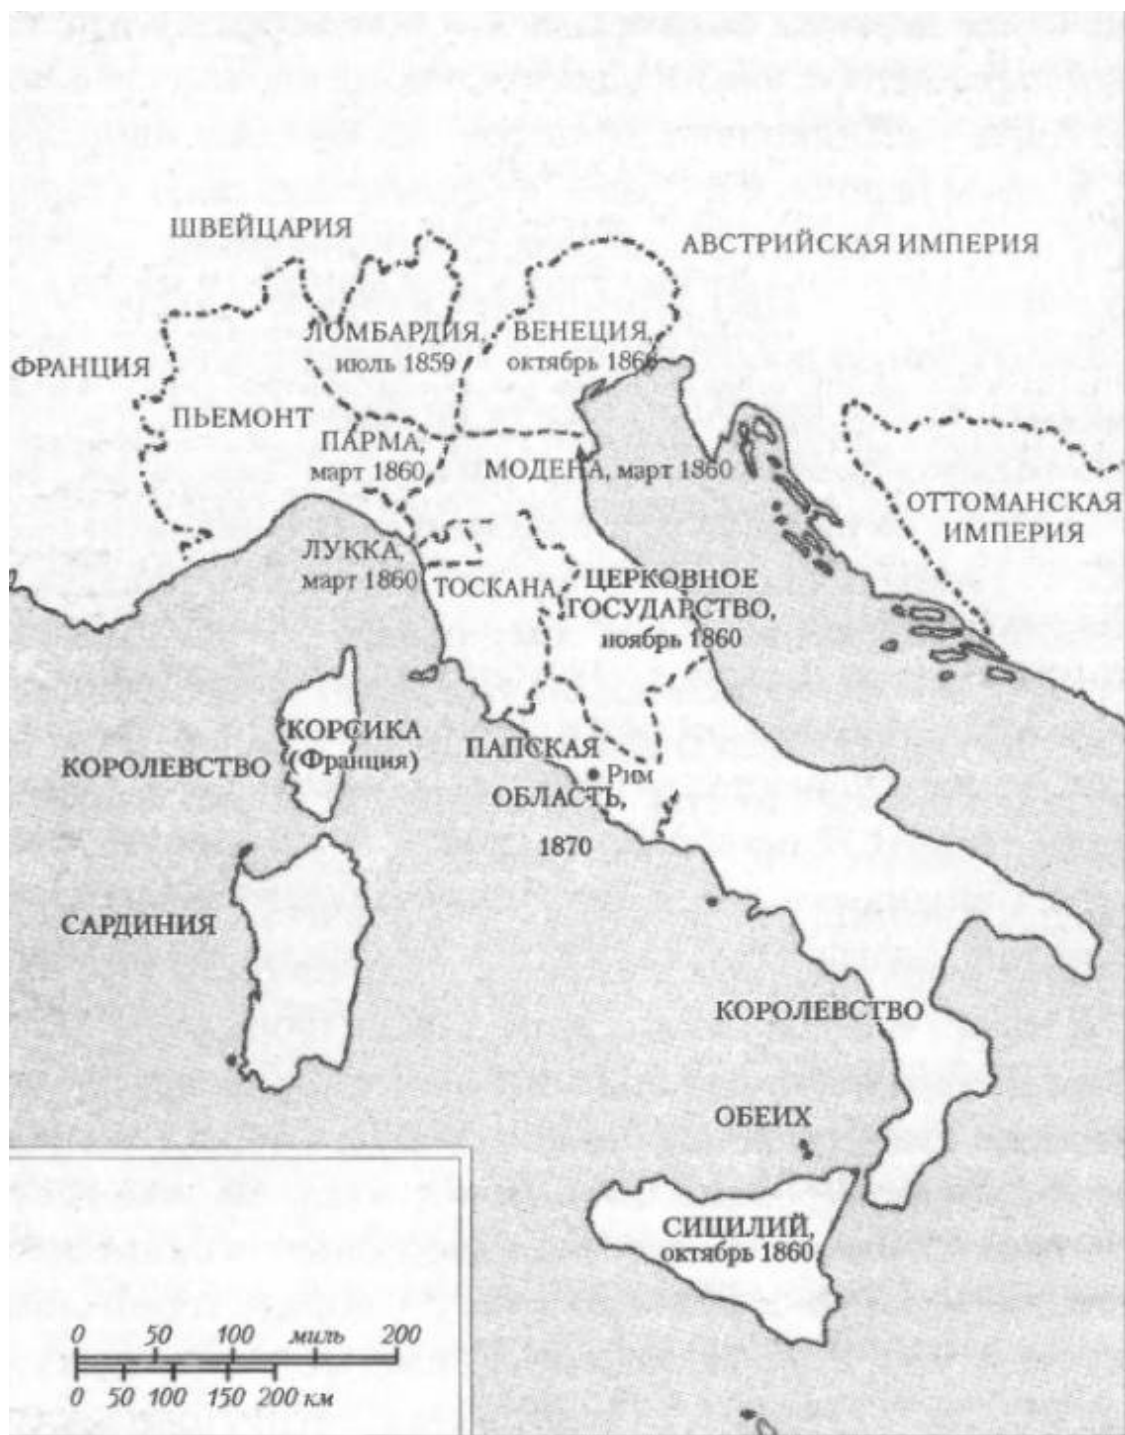 ШВЕЙЦАРИЯ
АВСТРИЙСКАЯ ИМПЕРИЯ
ЛОМБАРДИЯ,
июль 1859
ВЕНЕЦИЯ,
октябрь 1866
ФРАНЦИЯ
ПЬЕМОНТ
ПАРМА,
март 1860
МОДЕНА, март 1860
ОТТОМАНСКАЯ
ИМПЕРИЯ
ЛУККА,
март 1860
ТОСКАНА
ЦЕРКОВНОЕ
ГОСУДАРСТВО,
ноябрь 1860
КОРСИКА
(Франция)
КОРОЛЕВСТВО
САРДИНИЯ
ПАПСКАЯ
ОБЛАСТЬ,
1870
Рим
КОРОЛЕВСТВО
ОБЕИХ
СИЦИЛИЙ,
октябрь 1860
0 50 100 миль 200
0 50 100 150 200 км